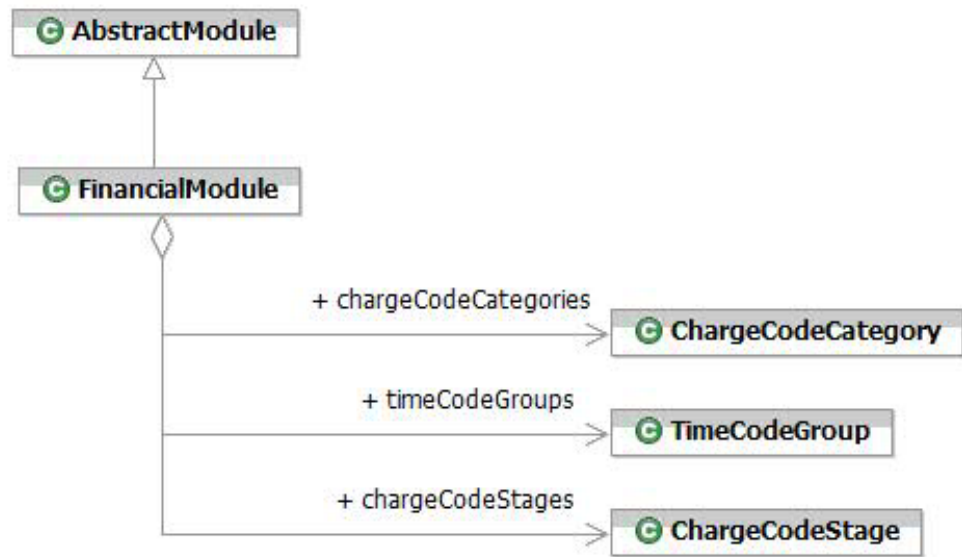 C AbstractModule
C FinancialModule
+ chargeCodeCategories
C ChargeCodeCategory
+ timeCodeGroups
C TimeCodeGroup
+ chargeCodeStages
C ChargeCodeStage